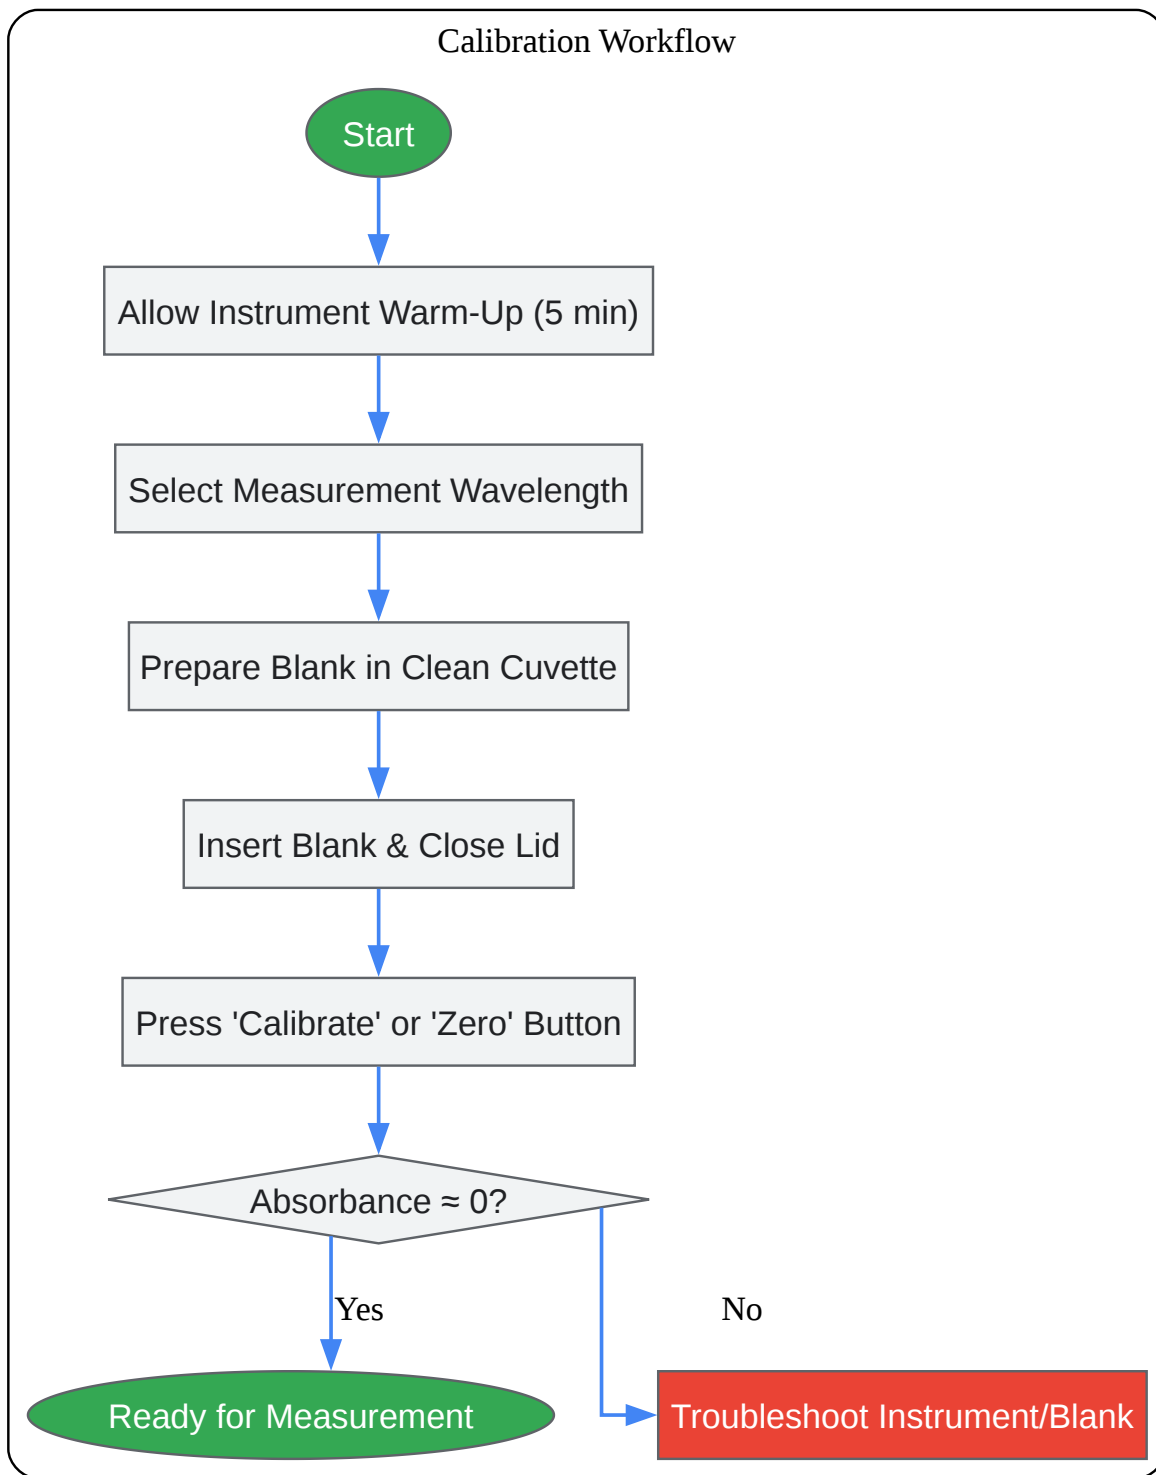 Calibration Workflow
Start
Allow Instrument Warm-Up (5 min)
Select Measurement Wavelength
Prepare Blank in Clean Cuvette
Insert Blank & Close Lid
Press 'Calibrate' or 'Zero' Button
Absorbance ≈ 0?
Yes
No
Ready for Measurement
Troubleshoot Instrument/Blank